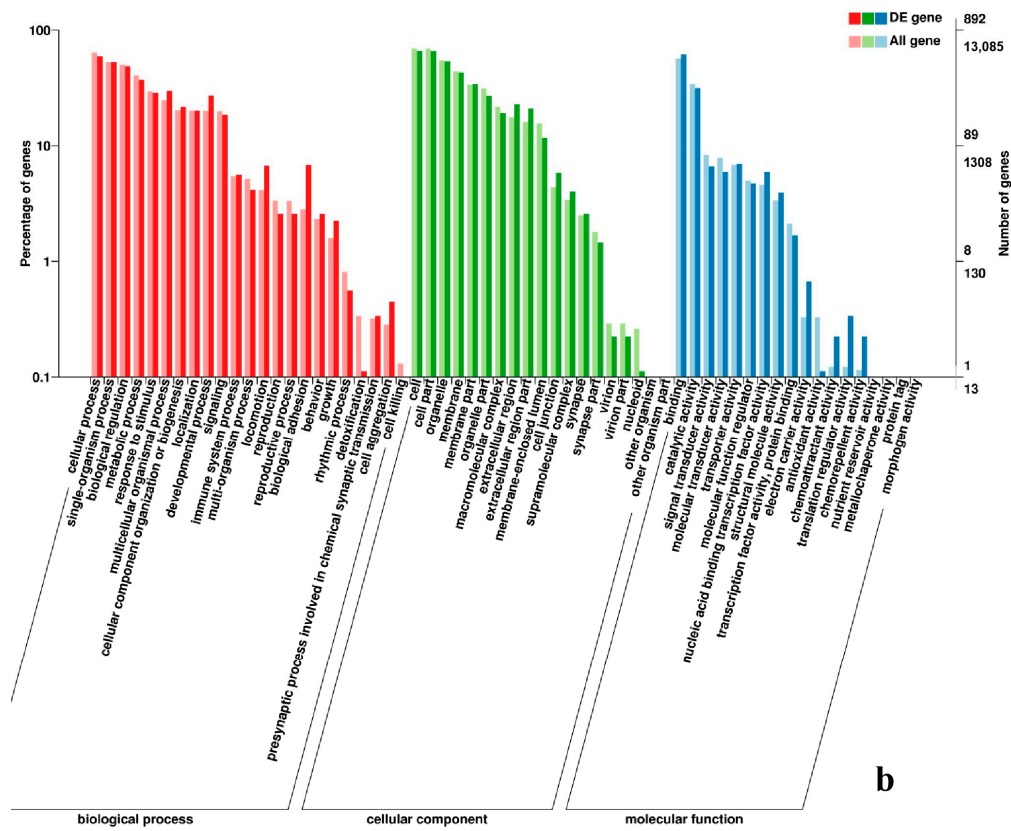 DE gene
All gene
Percentage of genes
100
10
1
0.1
892
13,085
89
1308
8
130
1
13
Number of genes
cellular process
single-organism process
biological regulation
metabolic process
response to stimulus
multicellular organismal process
cellular component organization or biogenesis
localization
developmental process
signaling
immune system process
multi-organism process
locomotion
reproduction
reproductive process
biological adhesion
behavior
growth
rhythmic process
detoxification
presynaptic process involved in chemical synaptic transmission
cell aggregation
cell killing
cell
cell part
organelle
membrane
membrane part
organelle part
macromolecular complex
extracellular region
extracellular region part
membrane-enclosed lumen
cell junction
supramolecular complex
synapse
synapse part
virion
virion part
nucleoid
other organism
other organism part
binding
catalytic activity
signal transducer activity
molecular transducer activity
transporter activity
molecular function regulator
nucleic acid binding transcription factor activity
structural molecule activity
transcription factor activity, protein binding
electron carrier activity
antioxidant activity
chemoattractant activity
translation regulator activity
chemorepellent activity
nutrient reservoir activity
metallochaperone activity
protein tag
morphogen activity
biological process
cellular component
molecular function
b